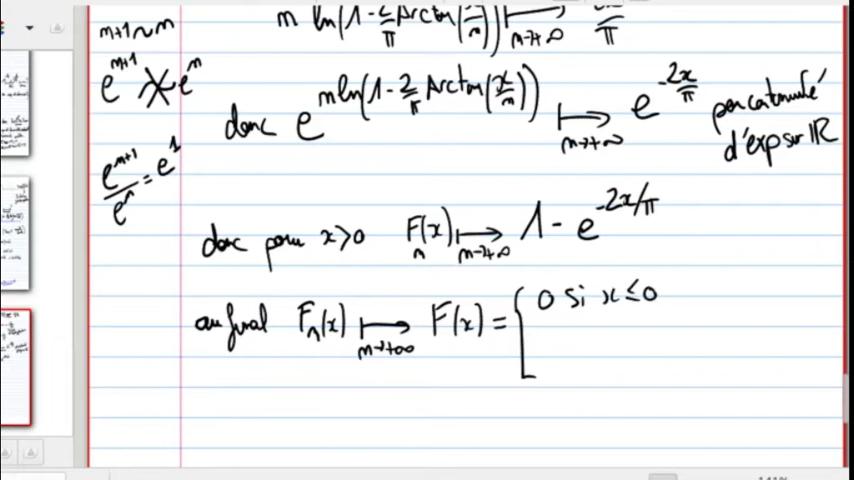 n+1~n
n ln(1-2/π Arctan(x/n)) ⟼ n→+∞
e^{n+1} ≁ e^n
donc e^{n ln(1-2/π Arctan(x/n))} ⟼ n→+∞ e^{-2x/π} par continuité
d'exp sur ℝ
e^{n+1}/e^n = e^1
donc pour x>0 F_n(x) ⟼ n→+∞ 1 - e^{-2x/π}
au final F_n(x) ⟼ n→+∞ F(x) = { 0 si x ≤ 0